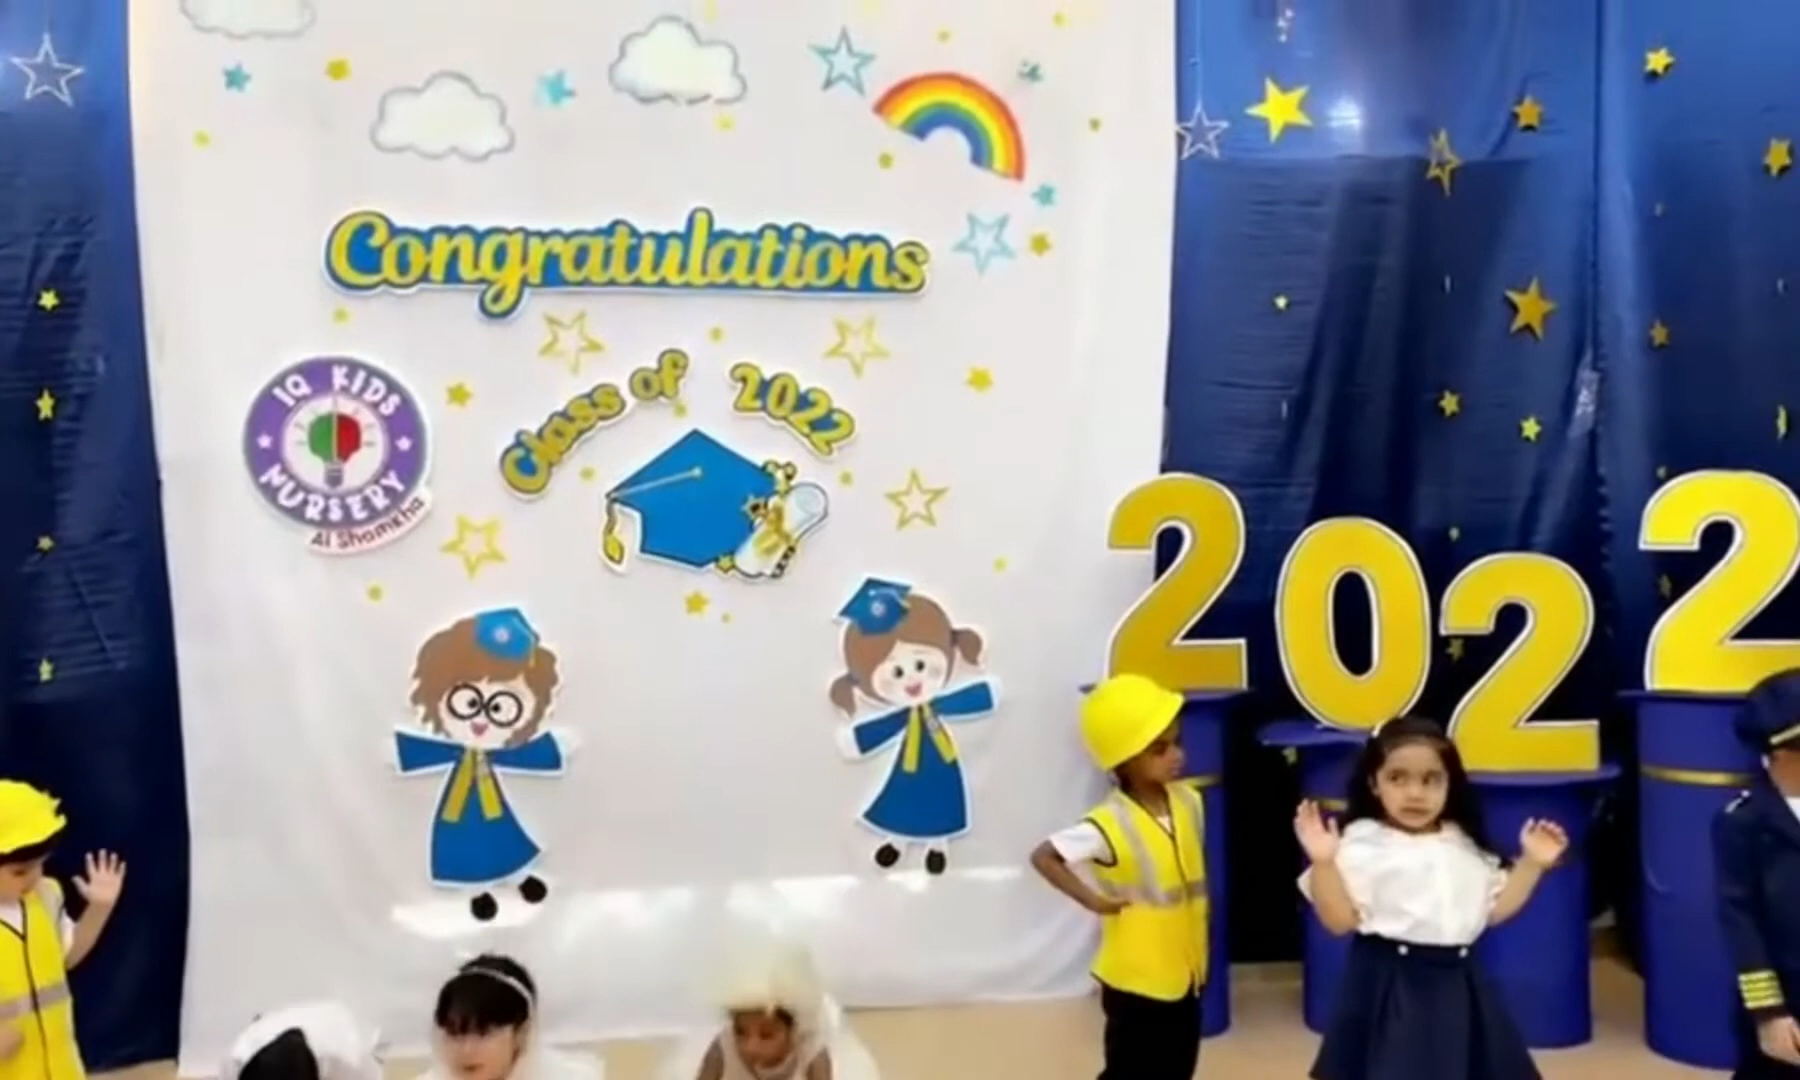 Congratulations
Class of 2022
IQ KIDS
NURSERY
Al Shamkha
2022